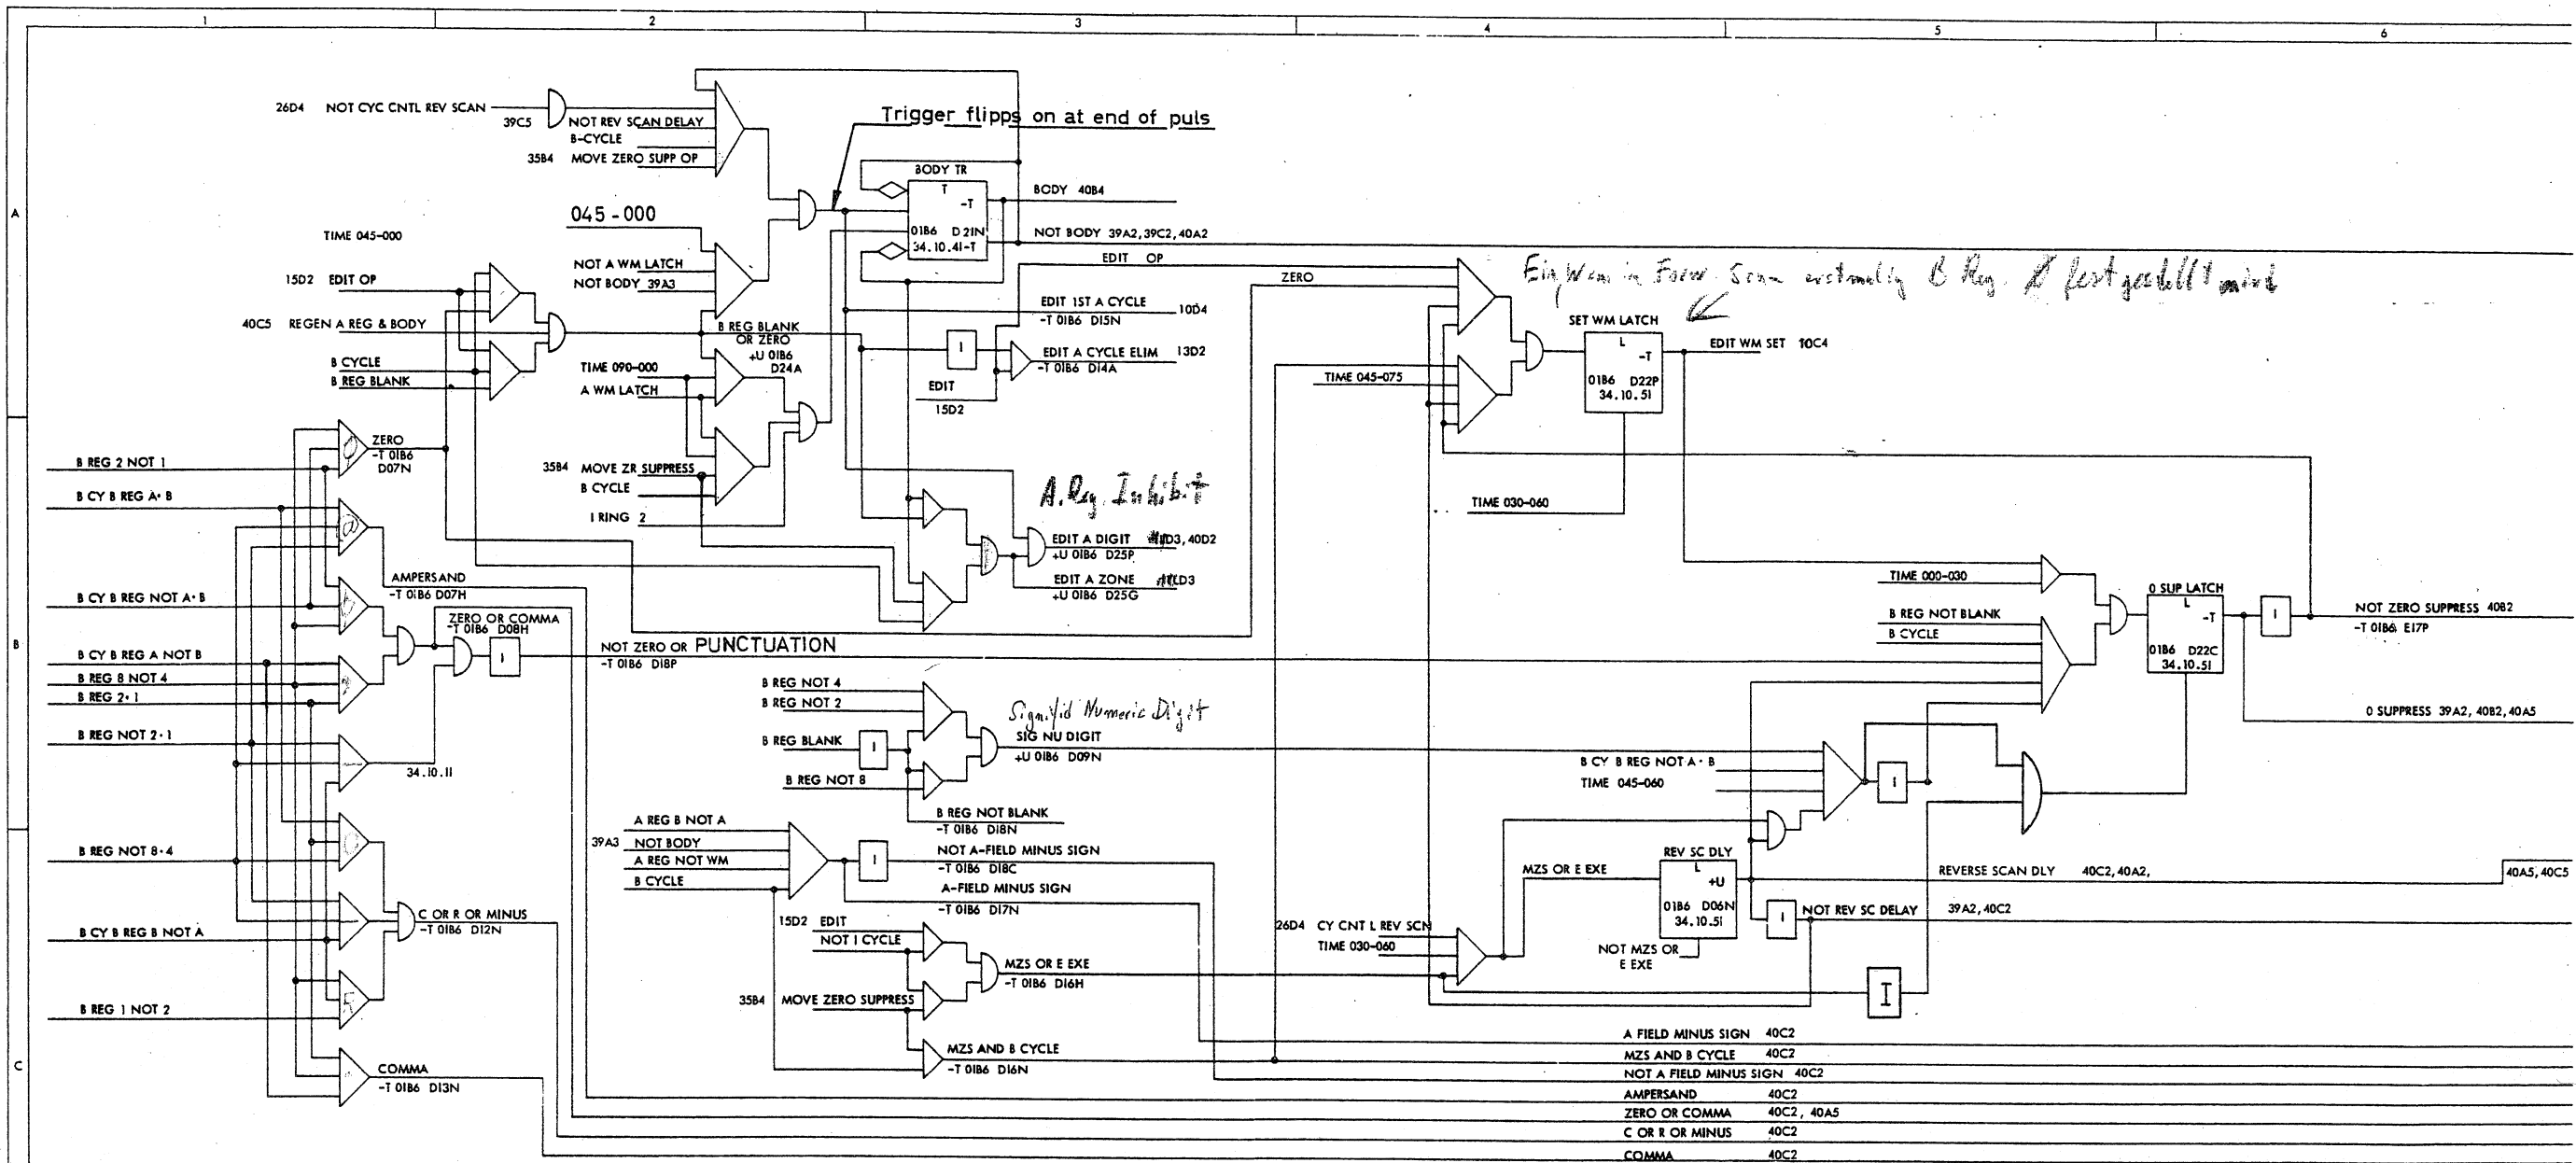 1 2 3 4 5 6
A
B
C
26D4 NOT CYC CNTL REV SCAN
39C5 NOT REV SCAN DELAY
B-CYCLE
35B4 MOVE ZERO SUPP OP
Trigger flipps on at end of puls
BODY TR
T
-T
01B6 D21N
34.10.41-T
BODY 40B4
NOT BODY 39A2,39C2,40A2
045-000
TIME 045-000
NOT A WM LATCH
NOT BODY 39A3
15D2 EDIT OP
40C5 REGEN A REG & BODY
B CYCLE
B REG BLANK
B REG BLANK
OR ZERO
+U 01B6
D24A
TIME 090-000
A WM LATCH
35B4 MOVE ZR SUPPRESS
B CYCLE
I RING 2
EDIT OP
EDIT 1ST A CYCLE 10D4
-T 01B6 D15N
I
EDIT A CYCLE ELIM 13D2
-T 01B6 D14A
EDIT
15D2
A. Reg. Inhibit
EDIT A DIGIT D3,40D2
+U 01B6 D25P
EDIT A ZONE D3
+U 01B6 D25G
ZERO
in Forw. Scan erstmalig B Reg. festgestellt wird
SET WM LATCH
L
-T
01B6 D22P
34.10.51
EDIT WM SET 10C4
TIME 045-075
TIME 030-060
TIME 000-030
B REG NOT BLANK
B CYCLE
0 SUP LATCH
L
-T
01B6 D22C
34.10.51
I
NOT ZERO SUPPRESS 40B2
-T 01B6 E17P
0 SUPPRESS 39A2, 40B2, 40A5
B REG 2 NOT 1
B CY B REG A·B
B CY B REG NOT A·B
B CY B REG A NOT B
B REG 8 NOT 4
B REG 2·1
B REG NOT 2·1
B REG NOT 8·4
B CY B REG B NOT A
B REG 1 NOT 2
ZERO
-T 01B6
D07N
@
AMPERSAND
-T 01B6 D07H
ZERO OR COMMA
-T 01B6 D08H
I
34.10.11
R
C OR R OR MINUS
-T 01B6 D12N
COMMA
-T 01B6 D13N
NOT ZERO OR PUNCTUATION
-T 01B6 D18P
B REG NOT 4
B REG NOT 2
B REG BLANK
I
B REG NOT 8
Signifid Numeric Digit
SIG NU DIGIT
+U 01B6 D09N
B REG NOT BLANK
-T 01B6 D18N
A REG B NOT A
39A3 NOT BODY
A REG NOT WM
B CYCLE
I
NOT A-FIELD MINUS SIGN
-T 01B6 D18C
A-FIELD MINUS SIGN
-T 01B6 D17N
15D2 EDIT
NOT I CYCLE
35B4 MOVE ZERO SUPPRESS
MZS OR E EXE
-T 01B6 D16H
MZS AND B CYCLE
-T 01B6 D16N
B CY B REG NOT A·B
TIME 045-060
I
26D4 CY CNT L REV SCN
TIME 030-060
MZS OR E EXE
REV SC DLY
L
+U
01B6 D06N
34.10.51
NOT MZS OR
E EXE
REVERSE SCAN DLY 40C2,40A2,
40A5,40C5
I
NOT REV SC DELAY 39A2,40C2
I
A FIELD MINUS SIGN 40C2
MZS AND B CYCLE 40C2
NOT A FIELD MINUS SIGN 40C2
AMPERSAND 40C2
ZERO OR COMMA 40C2, 40A5
C OR R OR MINUS 40C2
COMMA 40C2